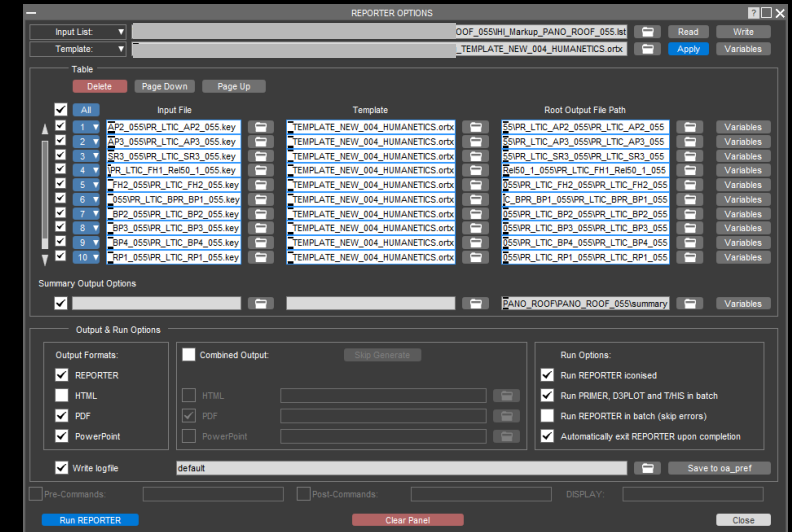 REPORTER OPTIONS
Input List: OOF_055\IHI_Markup_PANO_ROOF_055.lst Read Write
Template: _TEMPLATE_NEW_004_HUMANETICS.ortx Apply Variables
Table
Delete Page Down Page Up
All Input File Template Root Output File Path
1 AP2_055\PR_LTIC_AP2_055.key _TEMPLATE_NEW_004_HUMANETICS.ortx 55\PR_LTIC_AP2_055\PR_LTIC_AP2_055 Variables
2 AP3_055\PR_LTIC_AP3_055.key _TEMPLATE_NEW_004_HUMANETICS.ortx 55\PR_LTIC_AP3_055\PR_LTIC_AP3_055 Variables
3 SR3_055\PR_LTIC_SR3_055.key _TEMPLATE_NEW_004_HUMANETICS.ortx 55\PR_LTIC_SR3_055\PR_LTIC_SR3_055 Variables
4 \PR_LTIC_FH1_Rel50_1_055.key _TEMPLATE_NEW_004_HUMANETICS.ortx Rel50_1_055\PR_LTIC_FH1_Rel50_1_055 Variables
5 _FH2_055\PR_LTIC_FH2_055.key _TEMPLATE_NEW_004_HUMANETICS.ortx 055\PR_LTIC_FH2_055\PR_LTIC_FH2_055 Variables
6 055\PR_LTIC_BPR_BP1_055.key _TEMPLATE_NEW_004_HUMANETICS.ortx C_BPR_BP1_055\PR_LTIC_BPR_BP1_055 Variables
7 _BP2_055\PR_LTIC_BP2_055.key _TEMPLATE_NEW_004_HUMANETICS.ortx 055\PR_LTIC_BP2_055\PR_LTIC_BP2_055 Variables
8 _BP3_055\PR_LTIC_BP3_055.key _TEMPLATE_NEW_004_HUMANETICS.ortx 055\PR_LTIC_BP3_055\PR_LTIC_BP3_055 Variables
9 _BP4_055\PR_LTIC_BP4_055.key _TEMPLATE_NEW_004_HUMANETICS.ortx 055\PR_LTIC_BP4_055\PR_LTIC_BP4_055 Variables
10 _RP1_055\PR_LTIC_RP1_055.key _TEMPLATE_NEW_004_HUMANETICS.ortx 055\PR_LTIC_RP1_055\PR_LTIC_RP1_055 Variables
Summary Output Options
PANO_ROOF\PANO_ROOF_055\summary Variables
Output & Run Options
Output Formats: Combined Output: Skip Generate Run Options:
REPORTER Run REPORTER iconised
HTML HTML Run PRIMER, D3PLOT and T/HIS in batch
PDF PDF Run REPORTER in batch (skip errors)
PowerPoint PowerPoint Automatically exit REPORTER upon completion
Write logfile default Save to oa_pref
Pre-Commands: Post-Commands: DISPLAY:
Run REPORTER Clear Panel Close